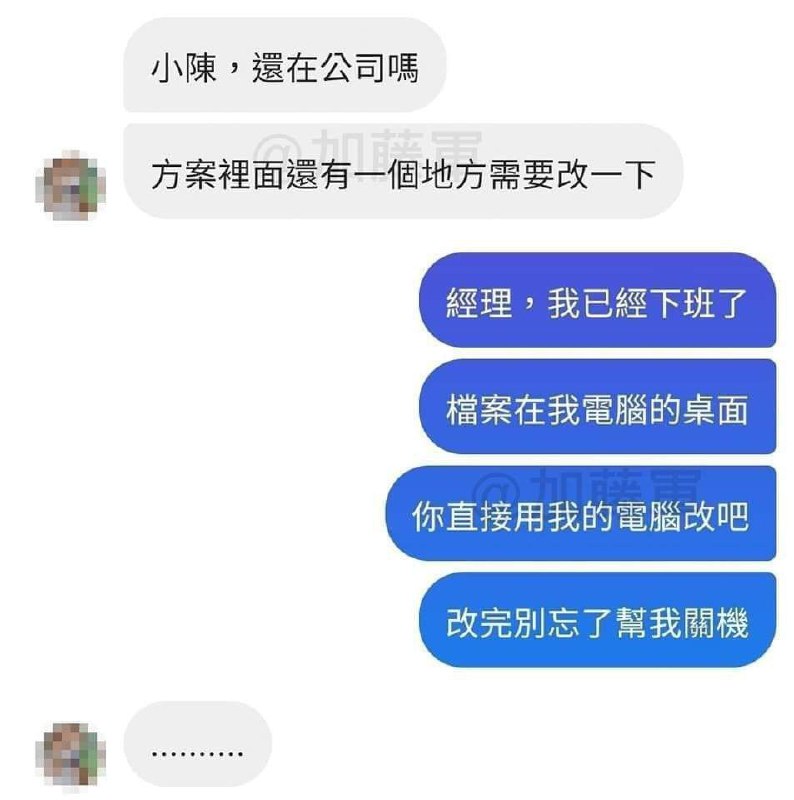 小陳，還在公司嗎
@加藤軍
方案裡面還有一個地方需要改一下
經理，我已經下班了
檔案在我電腦的桌面
@加藤軍
你直接用我的電腦改吧
改完別忘了幫我關機
..........